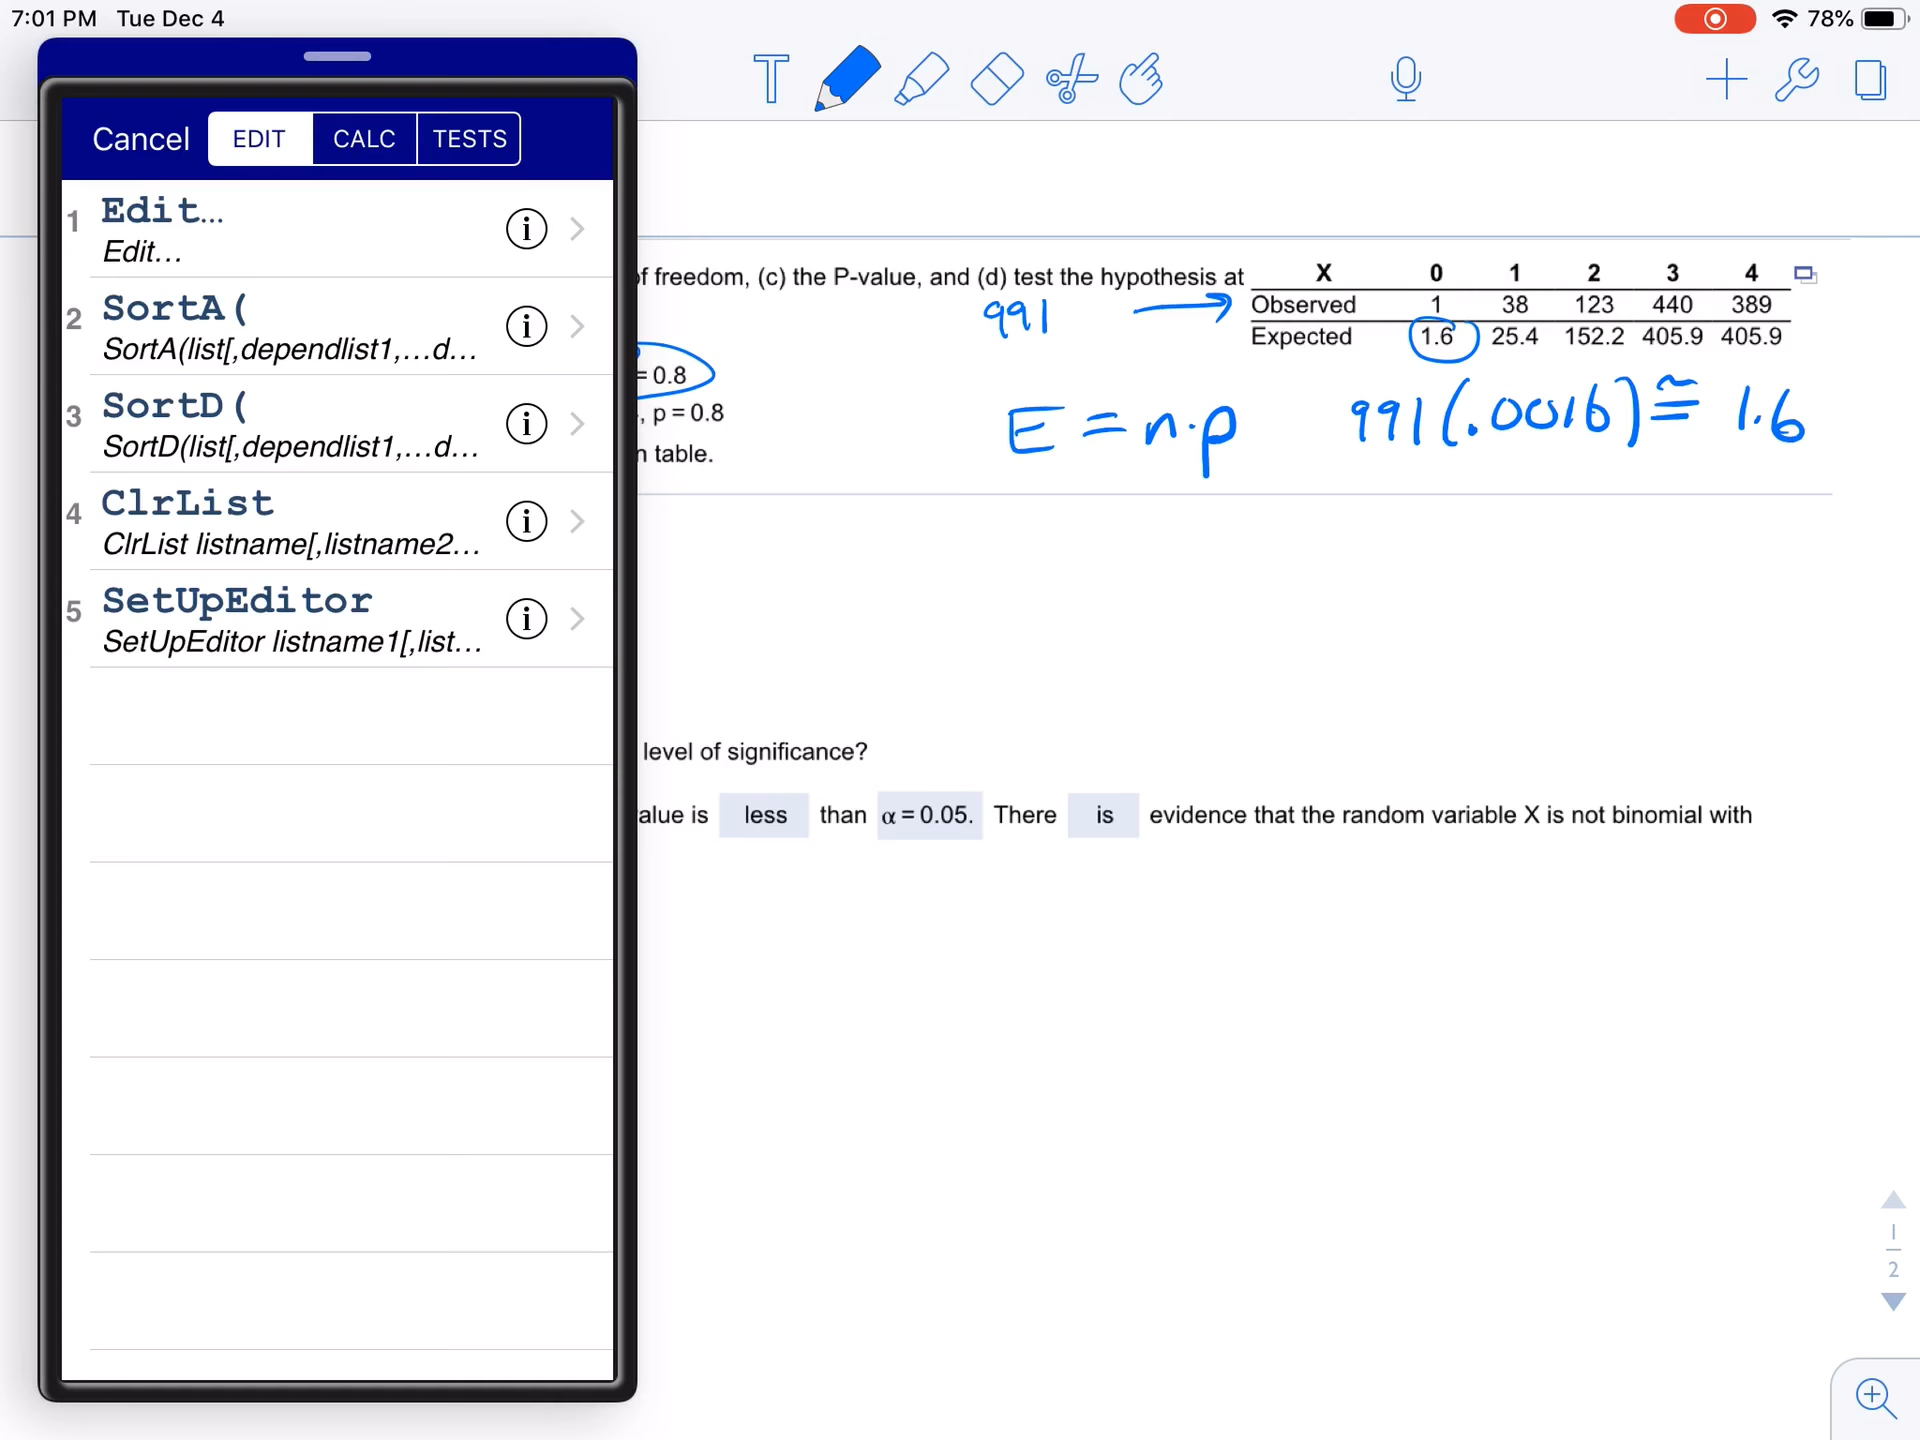 7:01 PM Tue Dec 4
78%
Cancel EDIT CALC TESTS
1 Edit...
Edit...
2 SortA(
SortA(list[,dependlist1,...d...
3 SortD(
SortD(list[,dependlist1,...d...
4 ClrList
ClrList listname[,listname2...
5 SetUpEditor
SetUpEditor listname1[,list...
of freedom, (c) the P-value, and (d) test the hypothesis at
X 0 1 2 3 4
Observed 1 38 123 440 389
Expected 1.6 25.4 152.2 405.9 405.9
991
= 0.8
, p = 0.8
n table.
E = n·p 991(.0016) ≅ 1.6
level of significance?
alue is less than α = 0.05. There is evidence that the random variable X is not binomial with
1
2